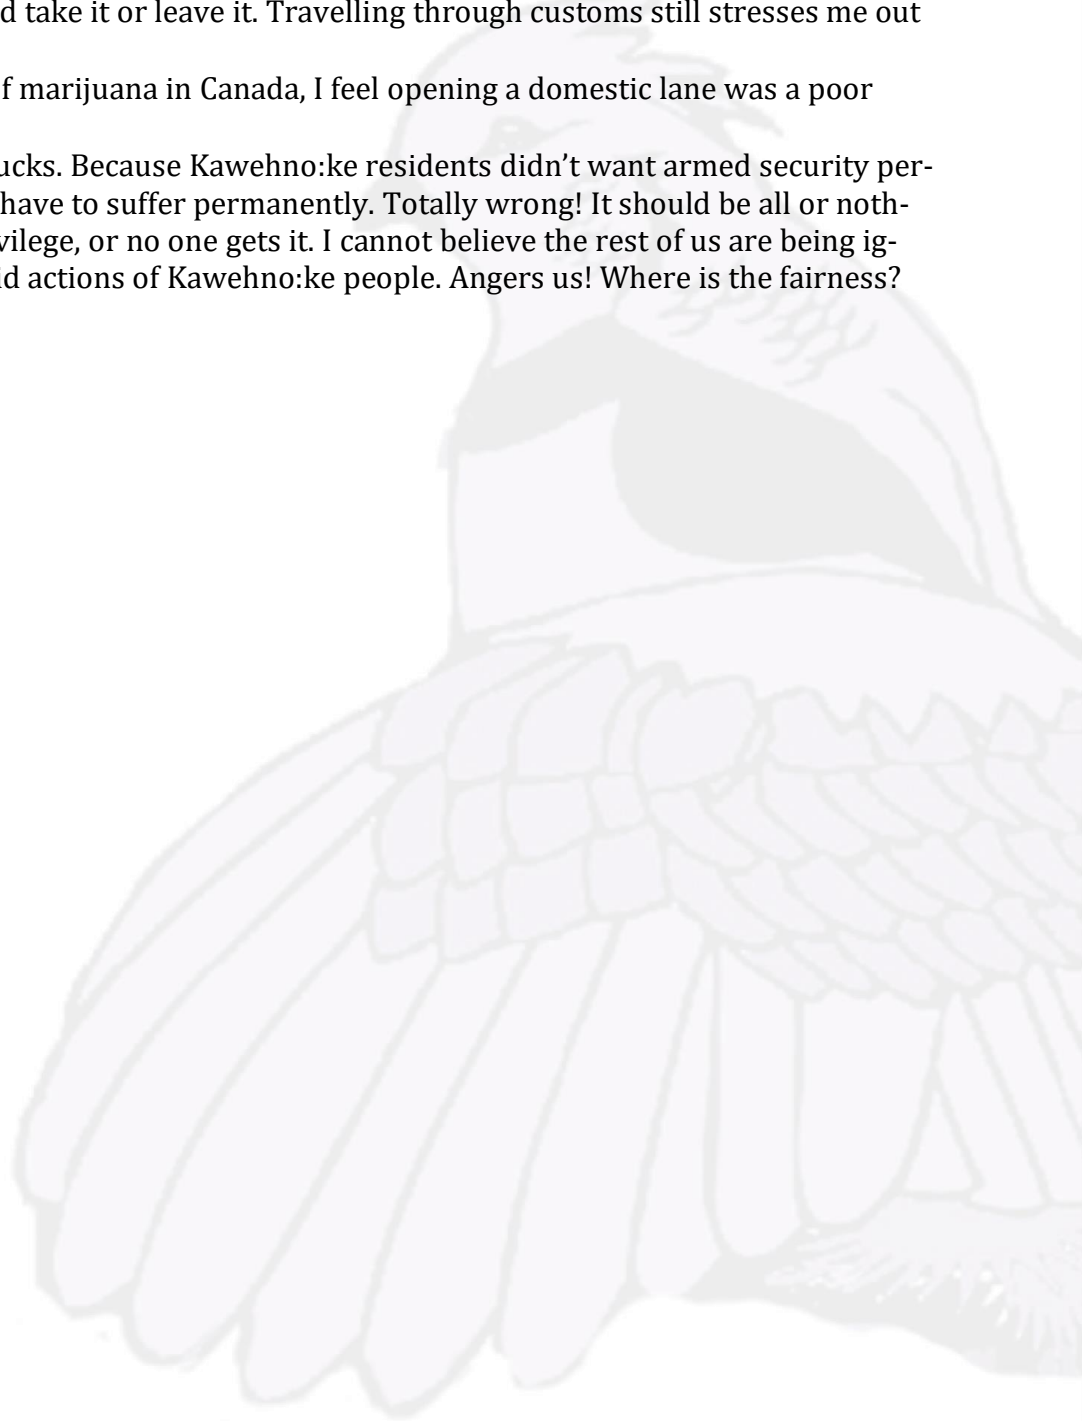 d take it or leave it. Travelling through customs still stresses me out
f marijuana in Canada, I feel opening a domestic lane was a poor
ucks. Because Kawehno:ke residents didn’t want armed security per-
have to suffer permanently. Totally wrong! It should be all or noth-
vilege, or no one gets it. I cannot believe the rest of us are being ig-
id actions of Kawehno:ke people. Angers us! Where is the fairness?